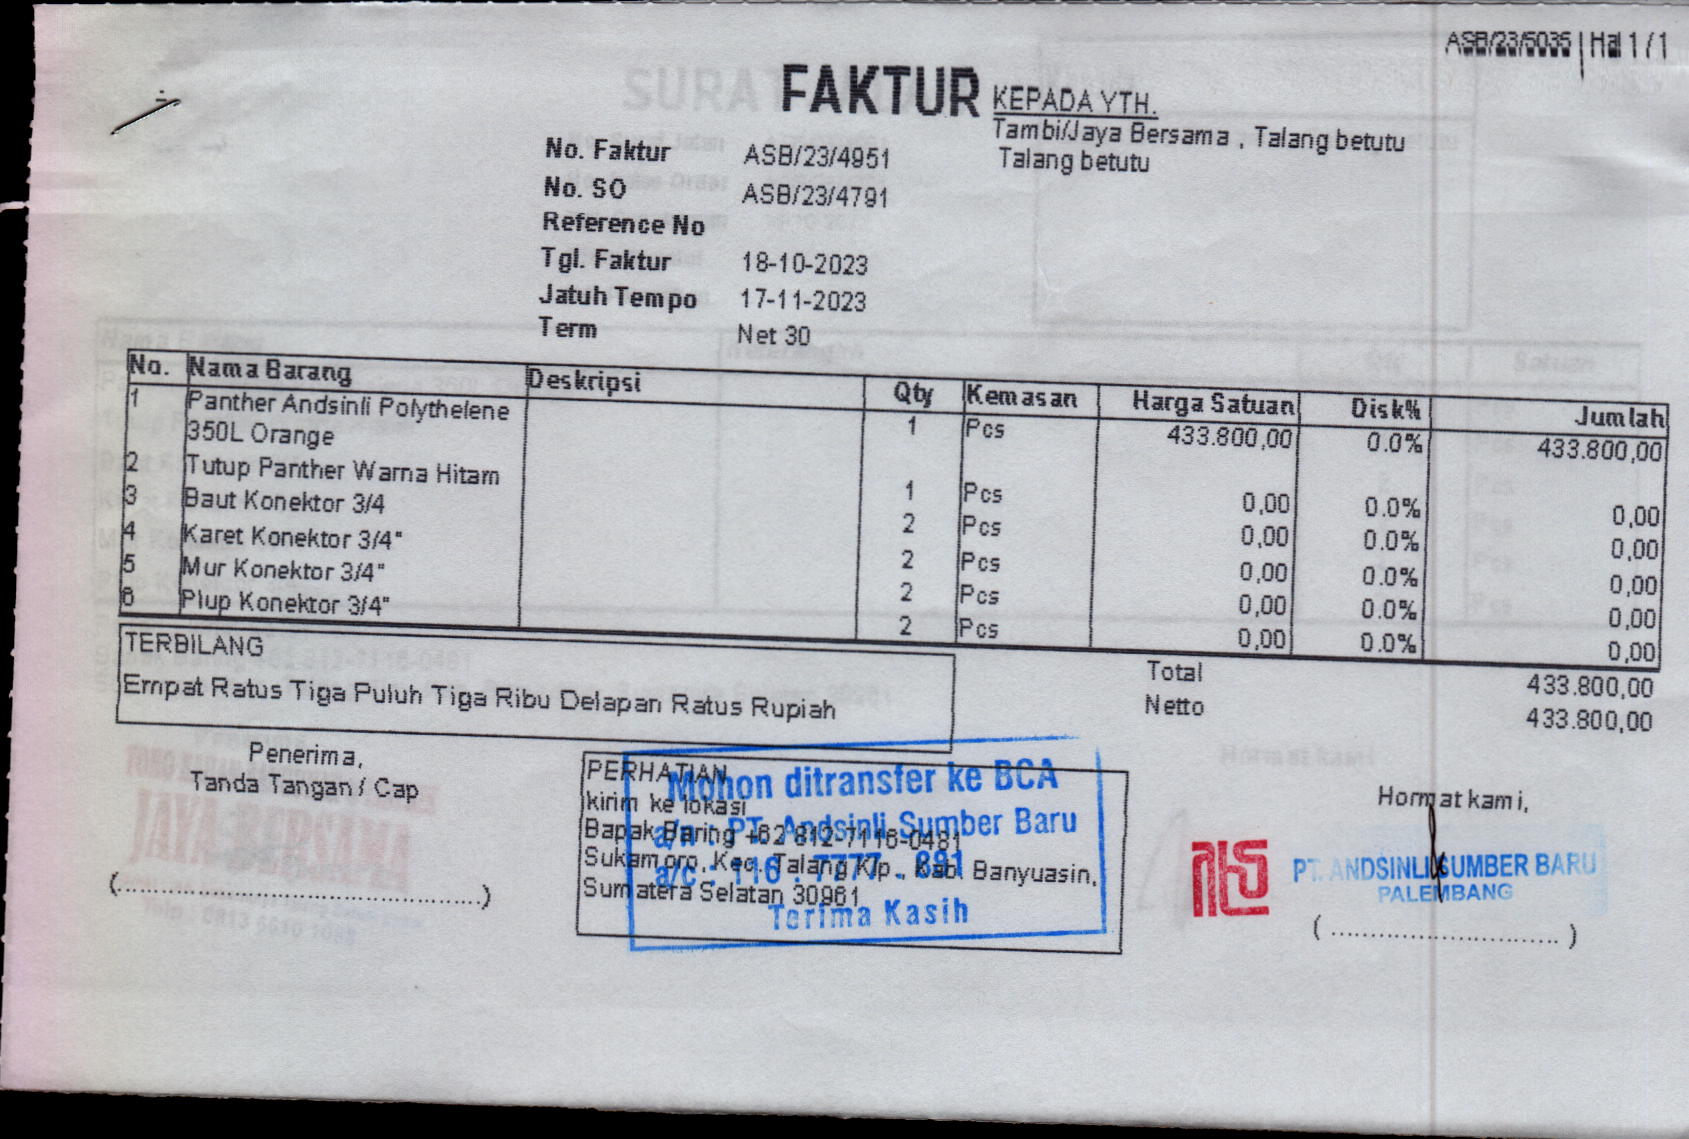 ASB/23/5035 | Hal 1 / 1
FAKTUR
KEPADA YTH.
Tambi/Jaya Bersama , Talang betutu
Talang betutu
No. Faktur ASB/23/4951
No. SO ASB/23/4791
Reference No
Tgl. Faktur 18-10-2023
Jatuh Tempo 17-11-2023
Term Net 30
No. Nama Barang Deskripsi Qty Kemasan Harga Satuan Disk% Jumlah
1 Panther Andsinli Polythelene 1 Pcs 433.800,00 0.0% 433.800,00
350L Orange
2 Tutup Panther Warna Hitam 1 Pcs 0,00 0.0% 0,00
3 Baut Konektor 3/4 2 Pcs 0,00 0.0% 0,00
4 Karet Konektor 3/4" 2 Pcs 0,00 0.0% 0,00
5 Mur Konektor 3/4" 2 Pcs 0,00 0.0% 0,00
6 Plup Konektor 3/4" 2 Pcs 0,00 0.0% 0,00
TERBILANG
Empat Ratus Tiga Puluh Tiga Ribu Delapan Ratus Rupiah
Total 433.800,00
Netto 433.800,00
Penerima,
Tanda Tangan / Cap
JAYA BERSAMA
(..................................................)
PERHATIAN
kirim ke lokasi
Bapak Baring +62 812-7116-0481
Sukamoro, Kec. Talang Klp., Kab. Banyuasin,
Sumatera Selatan 30961
Mohon ditransfer ke BCA
a/n : PT. Andsinli Sumber Baru
a/c : 116 . 7777 . 881
Terima Kasih
Hormat kami,
PT. ANDSINLI SUMBER BARU
PALEMBANG
( ................................ )